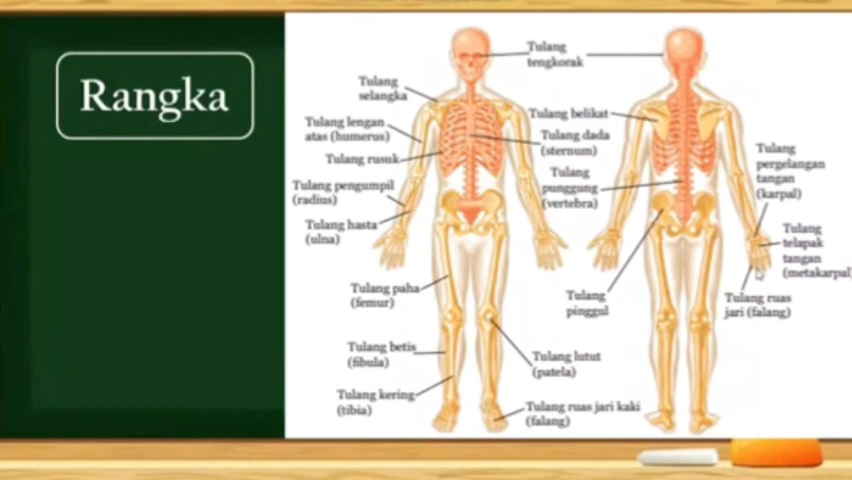 Rangka
Tulang
tengkorak
Tulang
selangka
Tulang lengan
atas (humerus)
Tulang rusuk
Tulang pengumpil
(radius)
Tulang hasta
(ulna)
Tulang belikat
Tulang dada
(sternum)
Tulang
punggung
(vertebra)
Tulang
pergelangan
tangan
(karpal)
Tulang
telapak
tangan
(metakarpal
Tulang ruas
jari (falang)
Tulang
pinggul
Tulang paha
(femur)
Tulang betis
(fibula)
Tulang kering
(tibia)
Tulang lutut
(patela)
Tulang ruas jari kaki
(falang)